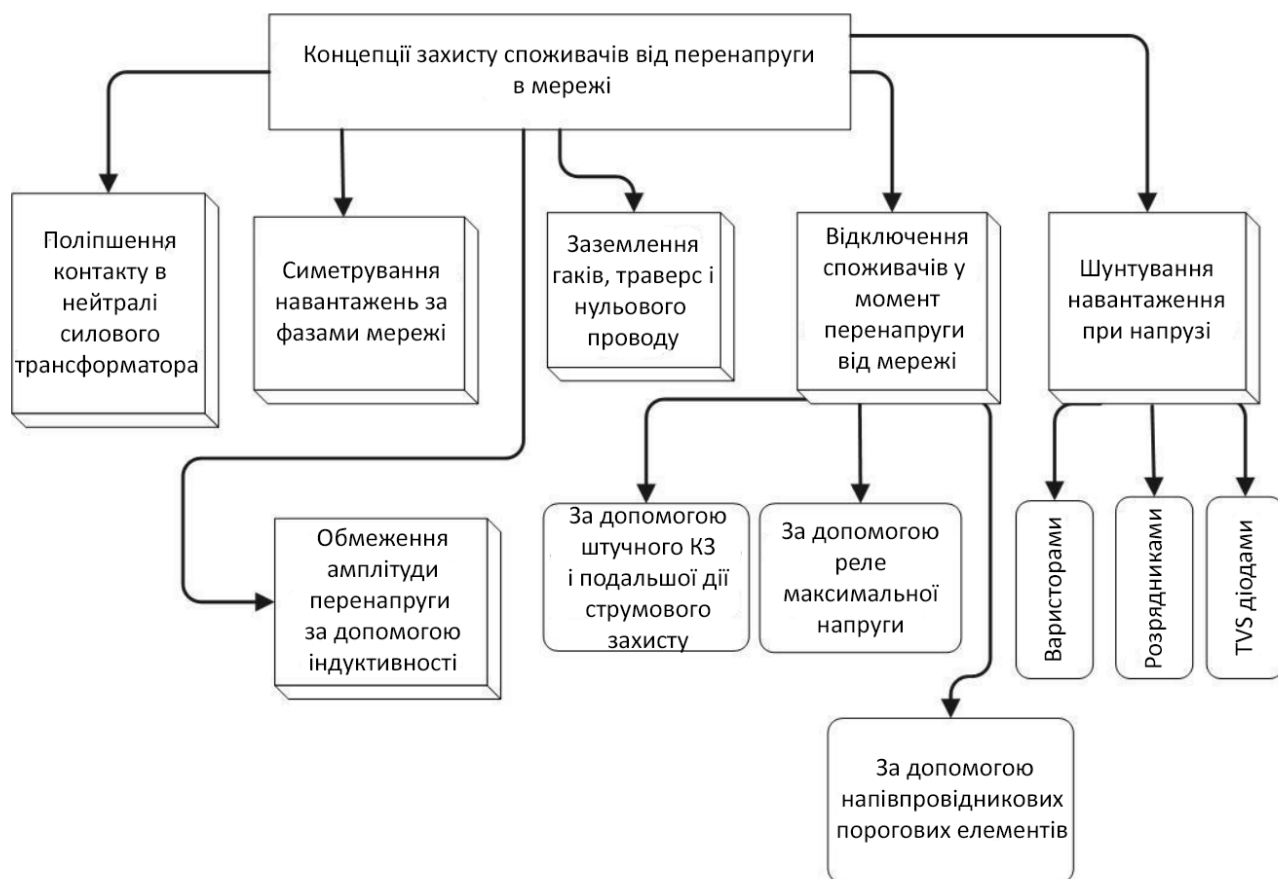 Концепції захисту споживачів від перенапруги
в мережі
Поліпшення
контакту в
нейтралі
силового
трансформатора
Симетрування
навантажень за
фазами мережі
Заземлення
гаків, траверс і
нульового
проводу
Відключення
споживачів у
момент
перенапруги
від мережі
Шунтування
навантаження
при напрузі
Обмеження
амплітуди
перенапруги
за допомогою
індуктивності
За допомогою
штучного КЗ
і подальшої дії
струмового
захисту
За допомогою
реле
максимальної
напруги
Варисторами
Розрядниками
TVS діодами
За допомогою
напівпровідникових
порогових елементів